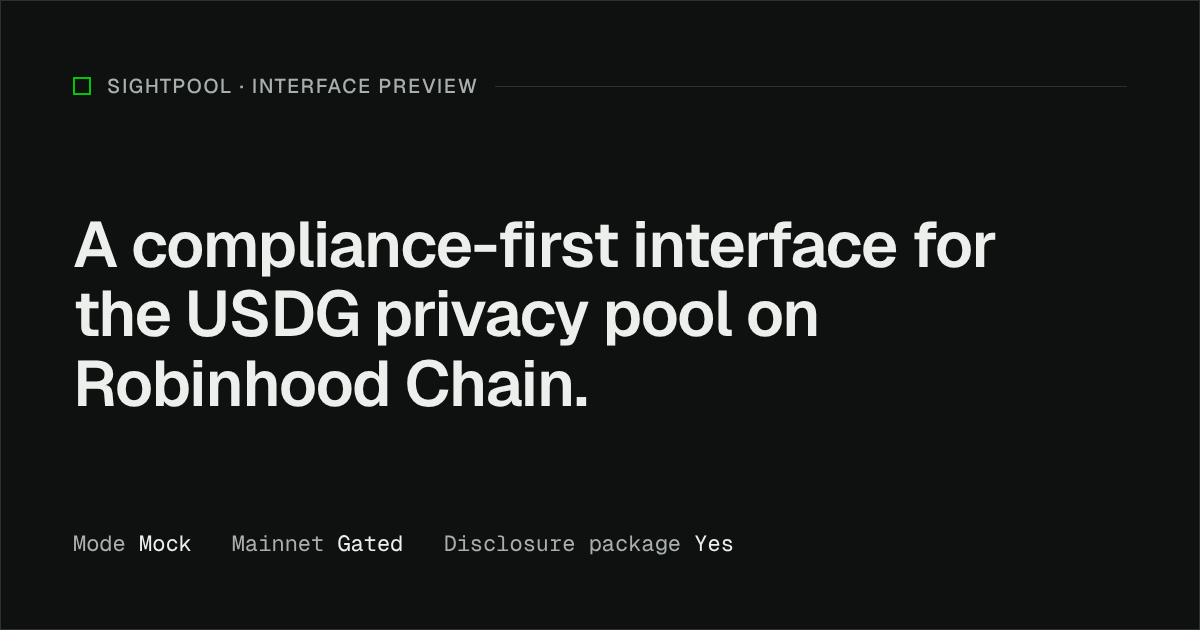 SIGHTPOOL · INTERFACE PREVIEW
A compliance-first interface for
the USDG privacy pool on
Robinhood Chain.
Mode Mock Mainnet Gated Disclosure package Yes